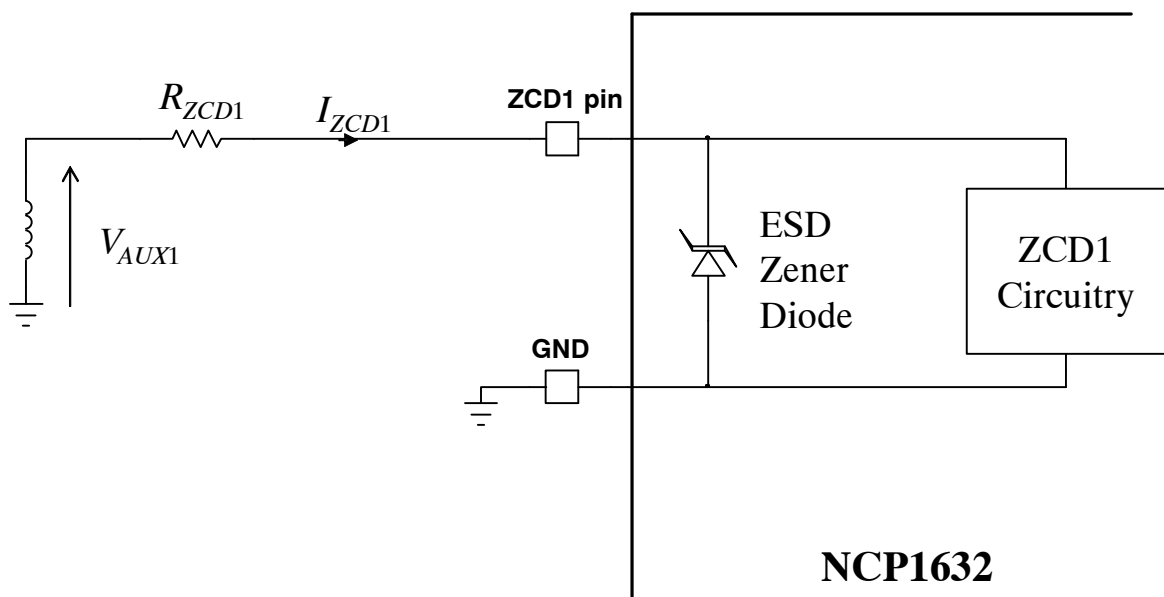 R_ZCD1
I_ZCD1
ZCD1 pin
V_AUX1
ESD
Zener
Diode
ZCD1
Circuitry
GND
NCP1632